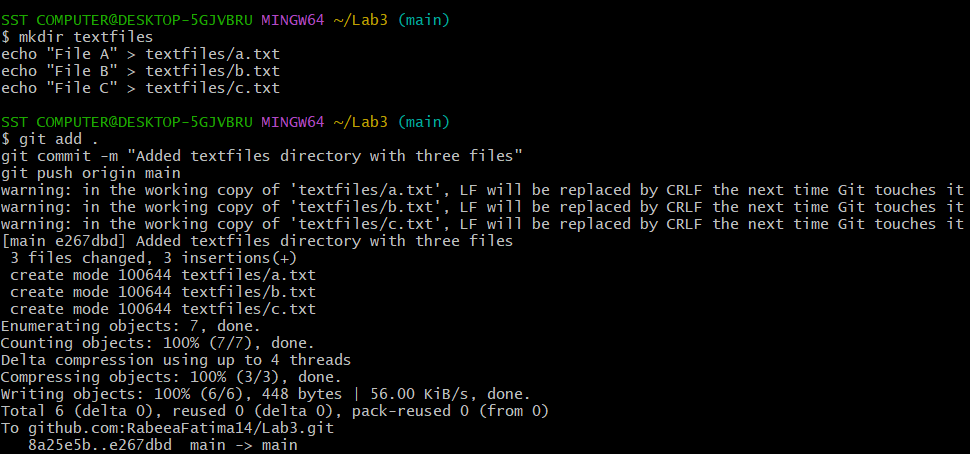 SST COMPUTER@DESKTOP-5GJVBRU MINGW64 ~/Lab3 (main)
$ mkdir textfiles
echo "File A" > textfiles/a.txt
echo "File B" > textfiles/b.txt
echo "File C" > textfiles/c.txt
SST COMPUTER@DESKTOP-5GJVBRU MINGW64 ~/Lab3 (main)
$ git add .
git commit -m "Added textfiles directory with three files"
git push origin main
warning: in the working copy of 'textfiles/a.txt', LF will be replaced by CRLF the next time Git touches it
warning: in the working copy of 'textfiles/b.txt', LF will be replaced by CRLF the next time Git touches it
warning: in the working copy of 'textfiles/c.txt', LF will be replaced by CRLF the next time Git touches it
[main e267dbd] Added textfiles directory with three files
 3 files changed, 3 insertions(+)
 create mode 100644 textfiles/a.txt
 create mode 100644 textfiles/b.txt
 create mode 100644 textfiles/c.txt
Enumerating objects: 7, done.
Counting objects: 100% (7/7), done.
Delta compression using up to 4 threads
Compressing objects: 100% (3/3), done.
Writing objects: 100% (6/6), 448 bytes | 56.00 KiB/s, done.
Total 6 (delta 0), reused 0 (delta 0), pack-reused 0 (from 0)
To github.com:RabeeaFatima14/Lab3.git
   8a25e5b..e267dbd  main -> main